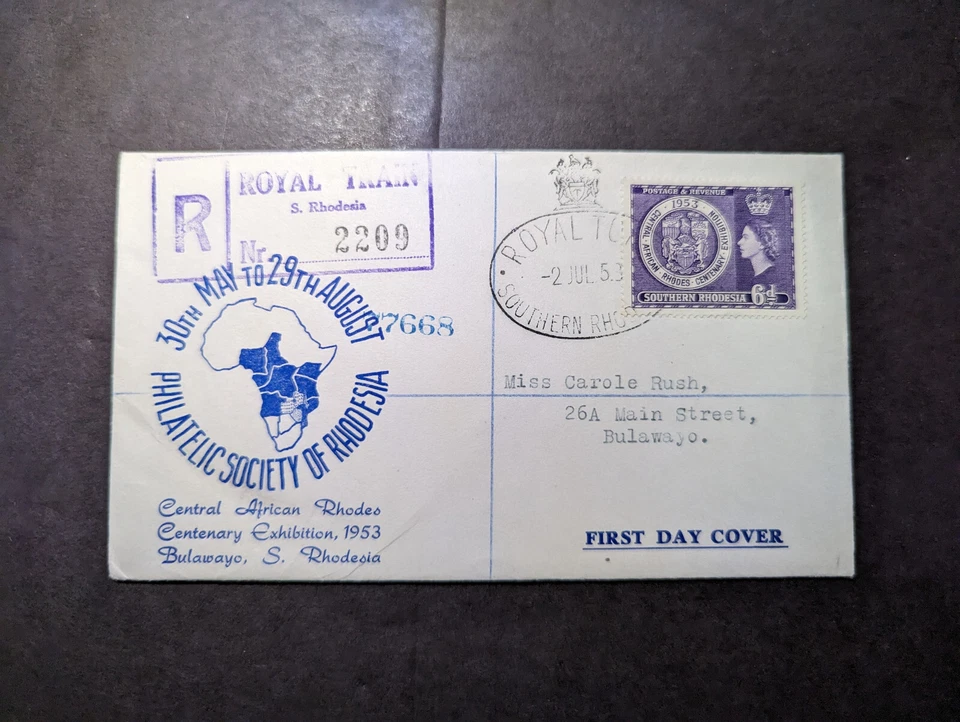 R
ROYAL TRAIN
S. Rhodesia
Nr. 2209
30TH MAY TO 29TH AUGUST
PHILATELIC SOCIETY OF RHODESIA
7668
Central African Rhodes
Centenary Exhibition, 1953
Bulawayo, S. Rhodesia
ROYAL TO
-2 JUL 53
SOUTHERN RHO
POSTAGE & REVENUE
1953
CENTRAL AFRICAN RHODES CENTENARY EXHIBITION
SOUTHERN RHODESIA 6d
Miss Carole Rush,
26A Main Street,
Bulawayo.
FIRST DAY COVER